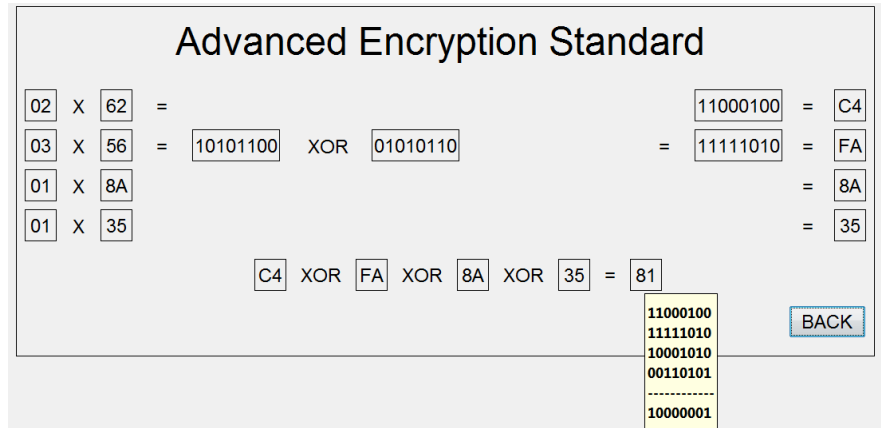 Advanced Encryption Standard
02 X 62 = 11000100 = C4
03 X 56 = 10101100 XOR 01010110 = 11111010 = FA
01 X 8A = 8A
01 X 35 = 35
C4 XOR FA XOR 8A XOR 35 = 81
11000100
11111010
10001010
00110101
------------
10000001
BACK